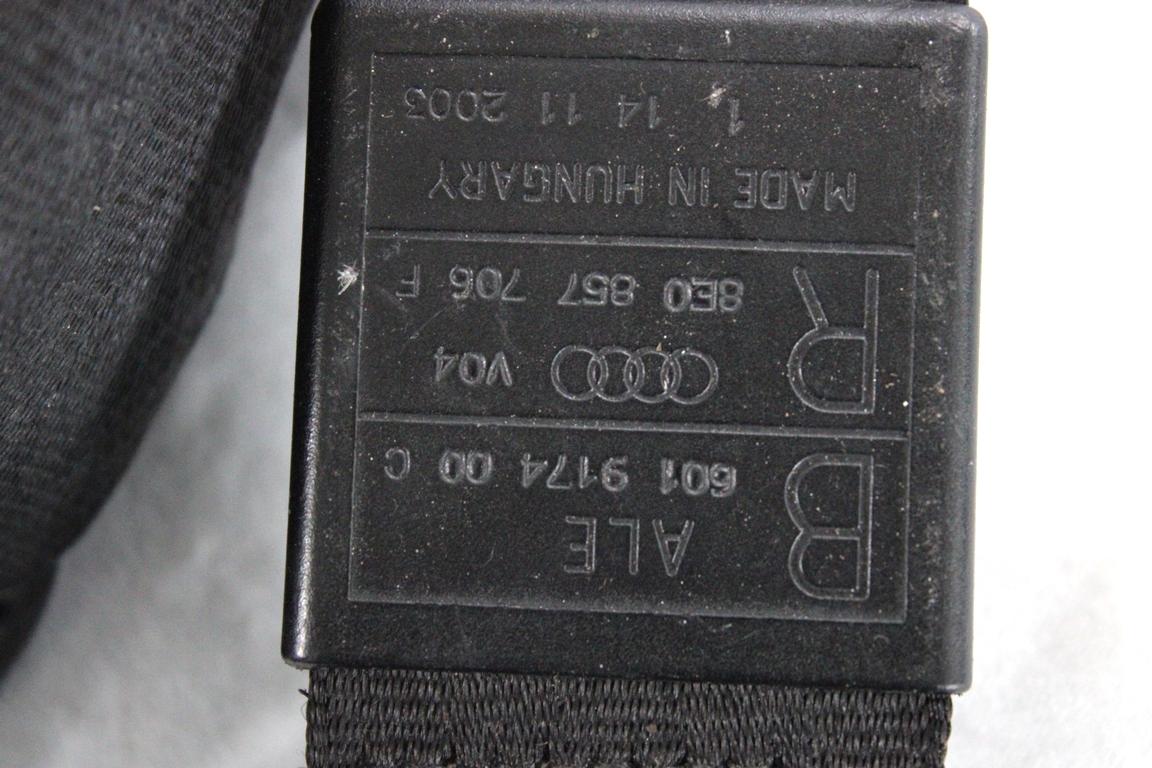 B ALE
601 9174 00 C
R V04
8E0 857 706 F
MADE IN HUNGARY
1. 14 11 2003